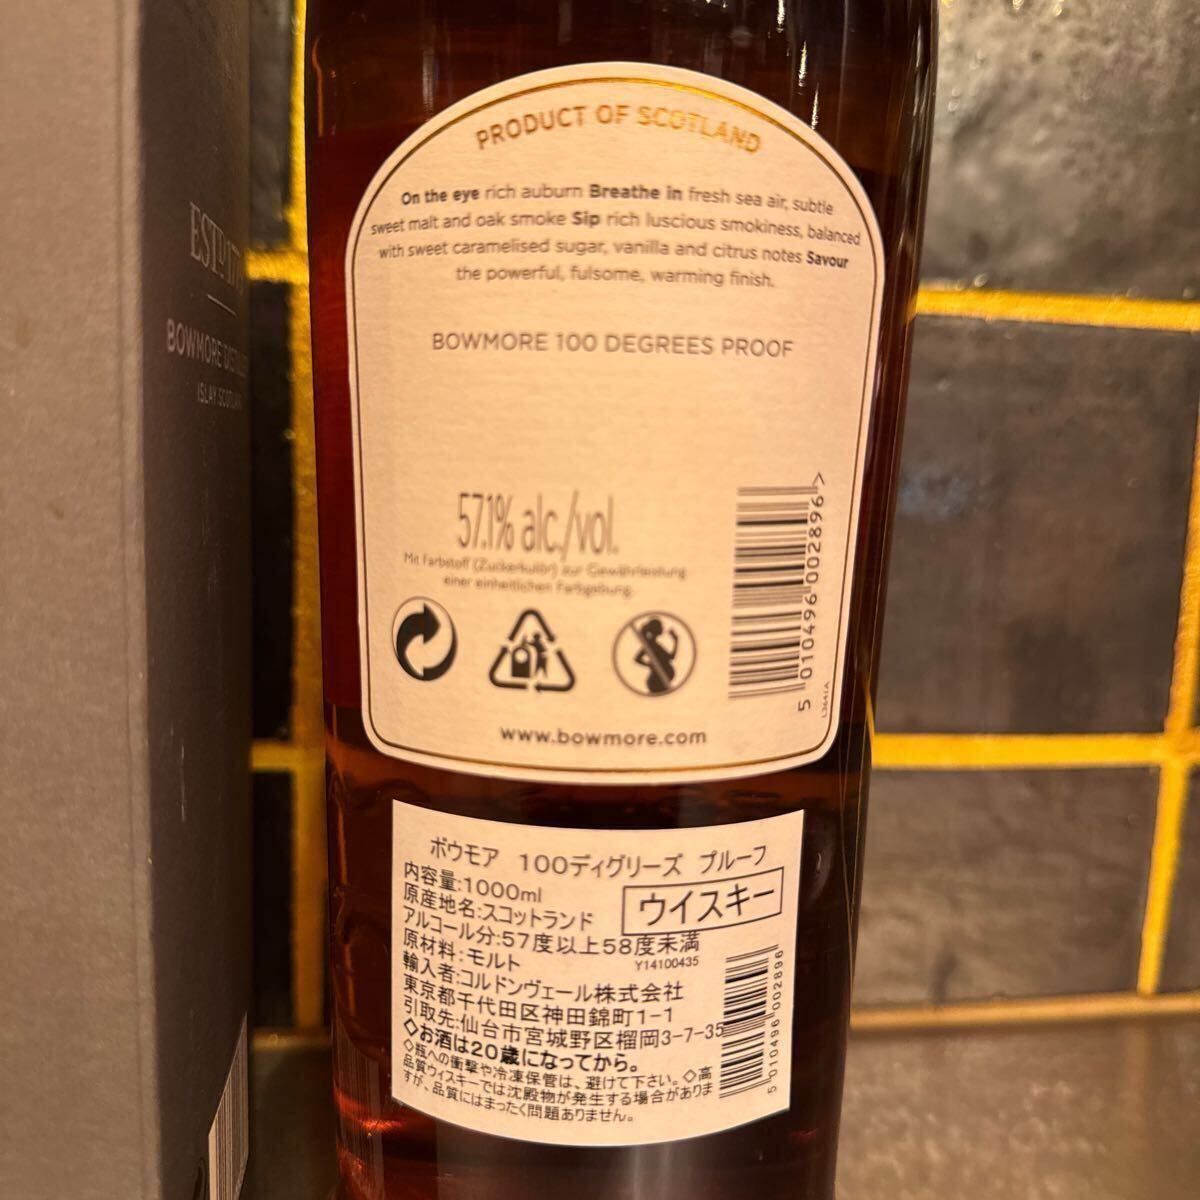 EST.D 177
BOWMORE DISTILLE
ISLAY SCOTLAND
PRODUCT OF SCOTLAND
On the eye rich auburn Breathe in fresh sea air, subtle
sweet malt and oak smoke Sip rich luscious smokiness, balanced
with sweet caramelised sugar, vanilla and citrus notes Savour
the powerful, fulsome, warming finish.
BOWMORE 100 DEGREES PROOF
57.1% alc./vol.
Mit Farbstoff (Zuckerkulör) zur Gewährleistung
einer einheitlichen Farbgebung.
5 010496 002896 >
L3641A
www.bowmore.com
ボウモア 100ディグリーズ プルーフ
内容量:1000ml
ウイスキー
原産地名:スコットランド
アルコール分:57度以上58度未満
原材料:モルト
Y14100435
輸入者:コルドンヴェール株式会社
東京都千代田区神田錦町1-1
引取先:仙台市宮城野区榴岡3-7-35
◇お酒は20歳になってから。
◇瓶への衝撃や冷凍保管は、避けて下さい。◇高
品質ウイスキーでは沈殿物が発生する場合がありま
すが、品質にはまったく問題ありません。
5 010496 002896